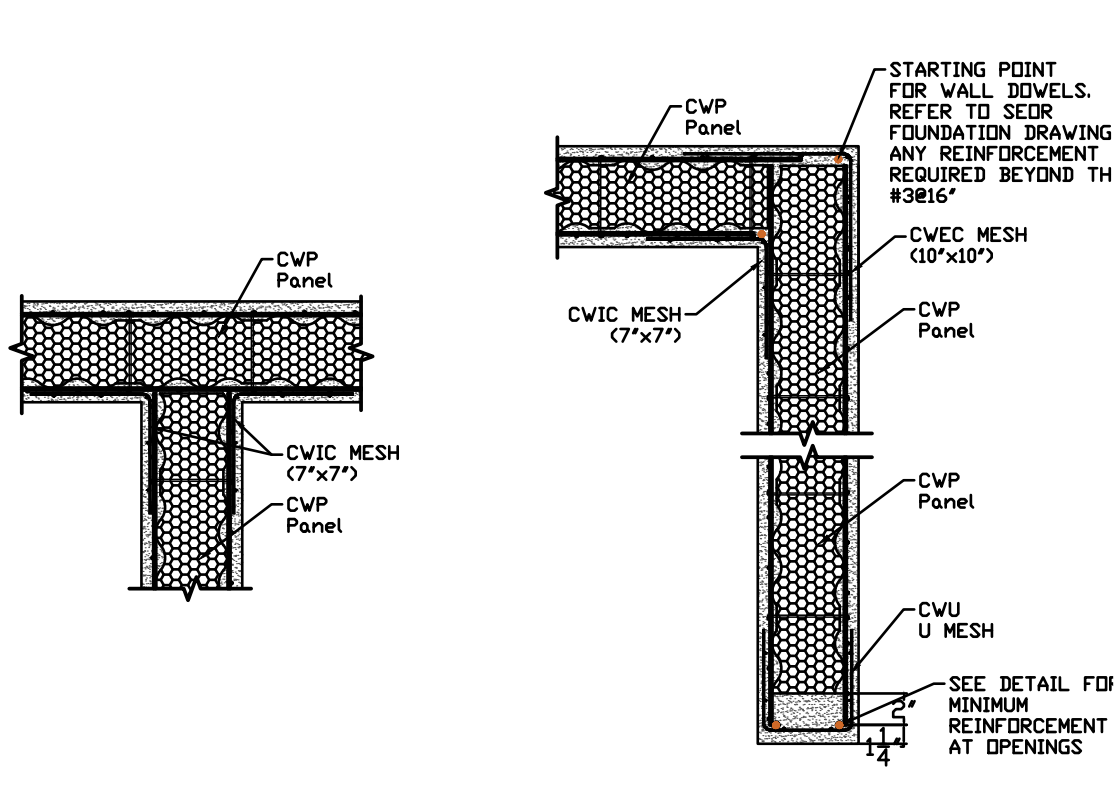 CWP
Panel
CWIC MESH
(7"x7")
CWP
Panel
CWP
Panel
STARTING POINT
FOR WALL DOWELS.
REFER TO SEOR
FOUNDATION DRAWING
ANY REINFORCEMENT
REQUIRED BEYOND TH
#3@16"
CWEC MESH
(10"x10")
CWIC MESH
(7"x7")
CWP
Panel
CWP
Panel
CWU
U MESH
SEE DETAIL FOR
MINIMUM
REINFORCEMENT
AT OPENINGS
2"
1 1/4"